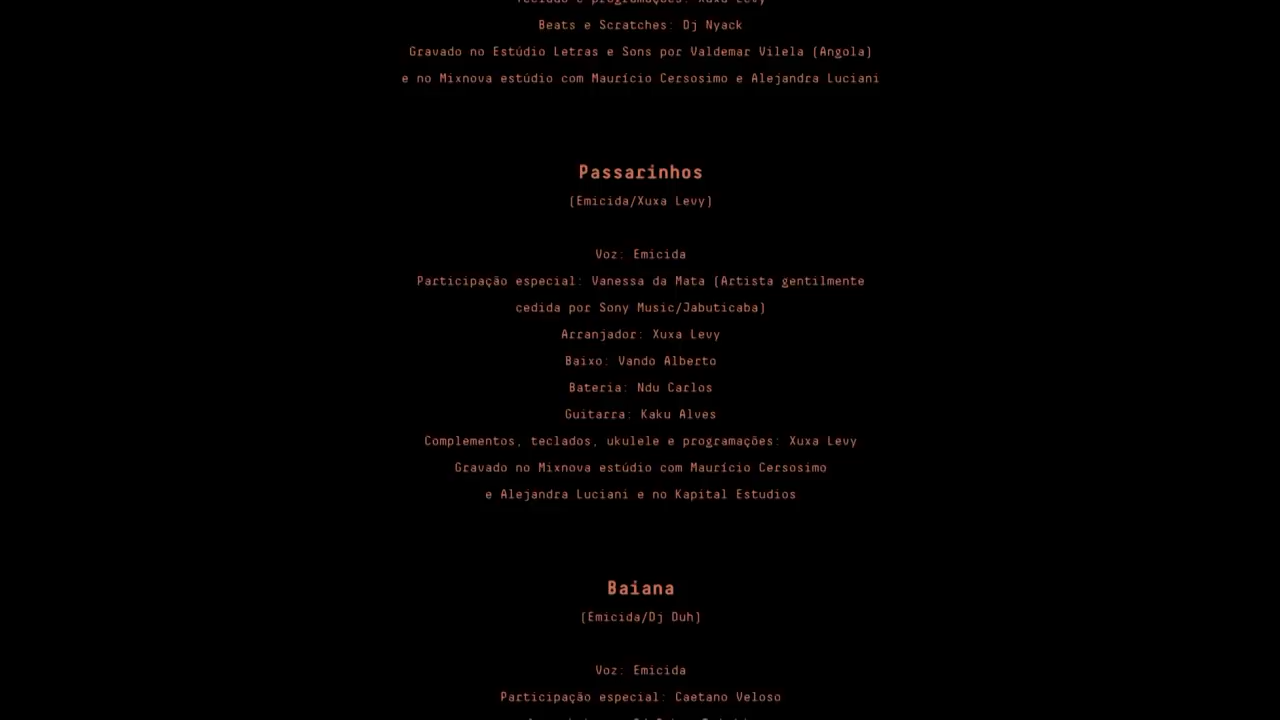 Teclado e programações: Xuxa Levy
Beats e Scratches: Dj Nyack
Gravado no Estúdio Letras e Sons por Valdemar Vilela (Angola)
e no Mixnova estúdio com Maurício Cersosimo e Alejandra Luciani
Passarinhos
(Emicida/Xuxa Levy)
Voz: Emicida
Participação especial: Vanessa da Mata (Artista gentilmente
cedida por Sony Music/Jabuticaba)
Arranjador: Xuxa Levy
Baixo: Vando Alberto
Bateria: Ndu Carlos
Guitarra: Kaku Alves
Complementos, teclados, ukulele e programações: Xuxa Levy
Gravado no Mixnova estúdio com Maurício Cersosimo
e Alejandra Luciani e no Kapital Estudios
Baiana
(Emicida/Dj Duh)
Voz: Emicida
Participação especial: Caetano Veloso